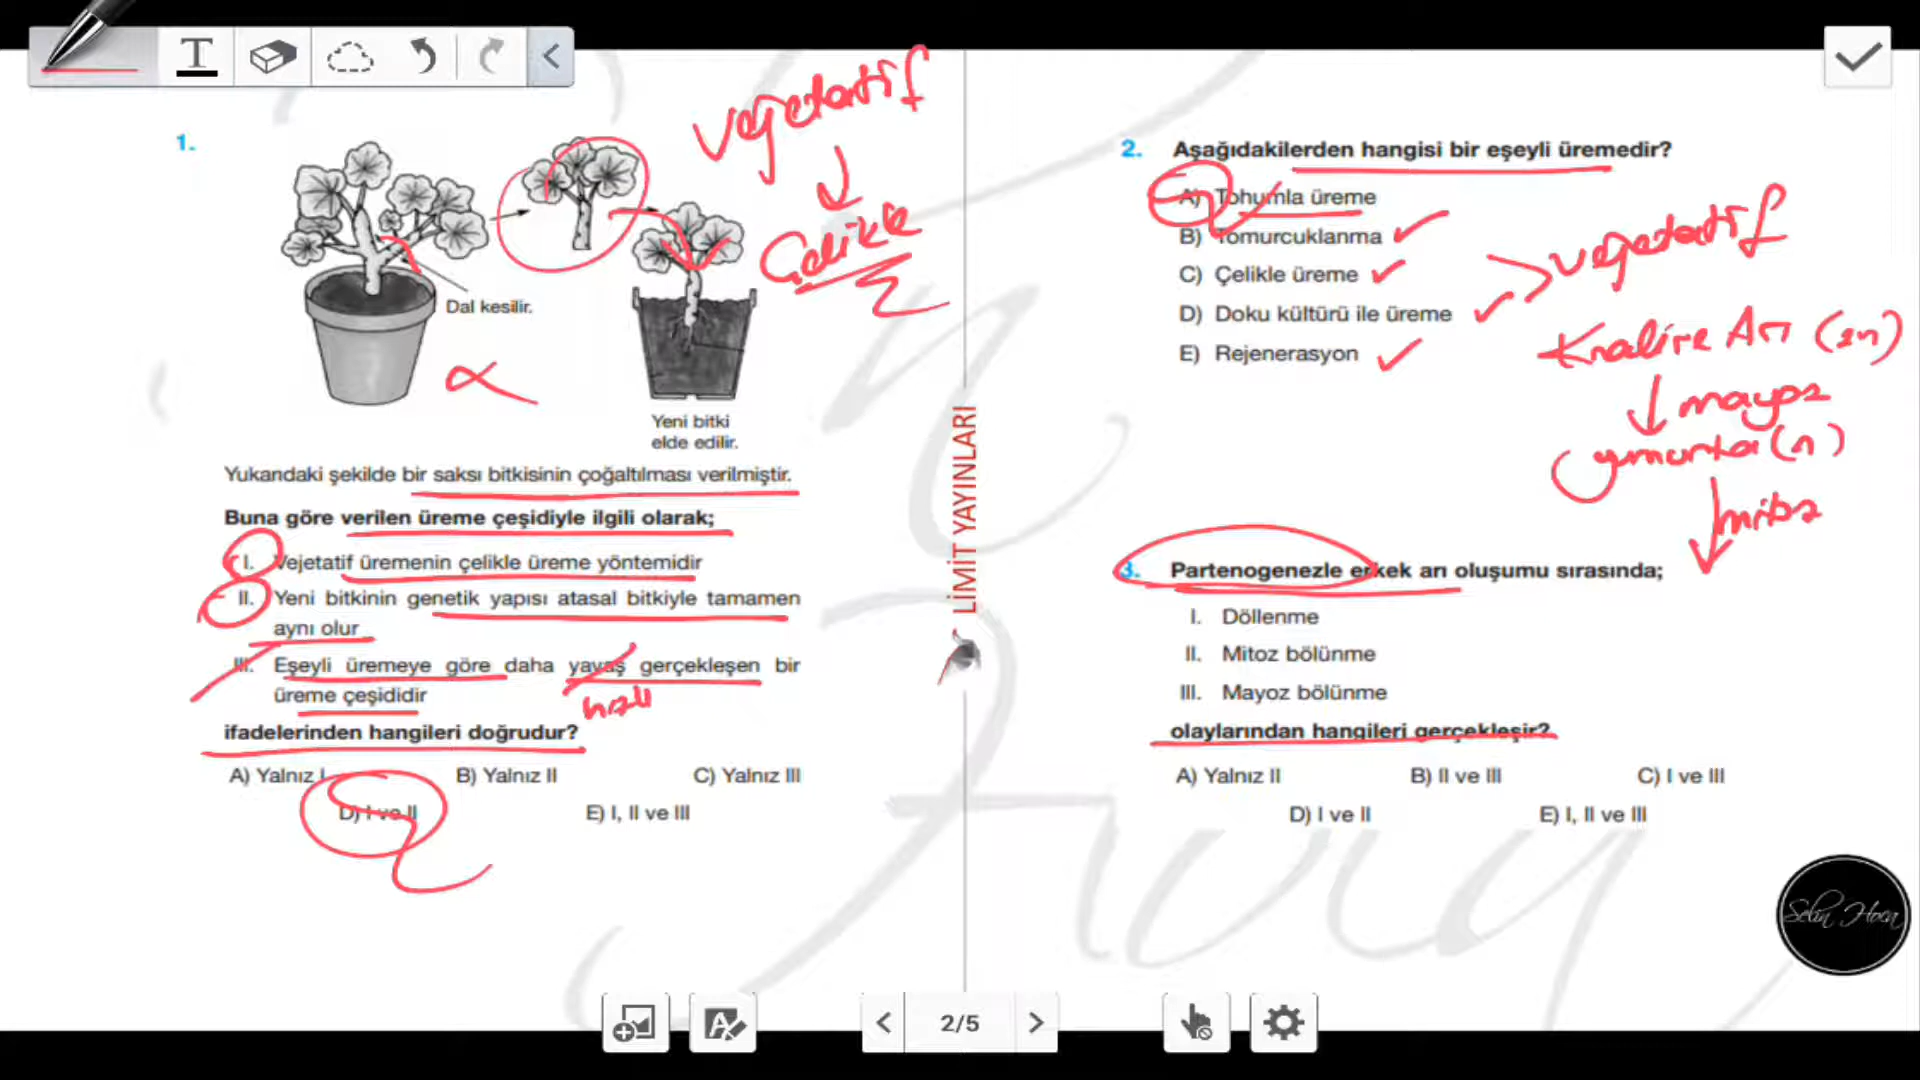 T
1.
Vejetatif
Çelikle
Dal kesilir.
Yeni bitki
elde edilir.
Yukarıdaki şekilde bir saksı bitkisinin çoğaltılması verilmiştir.
Buna göre verilen üreme çeşidiyle ilgili olarak;
I. Vejetatif üremenin çelikle üreme yöntemidir
II. Yeni bitkinin genetik yapısı atasal bitkiyle tamamen
aynı olur
III. Eşeyli üremeye göre daha yavaş gerçekleşen bir
üreme çeşididir
hızlı
ifadelerinden hangileri doğrudur?
A) Yalnız I B) Yalnız II C) Yalnız III
D) I ve II E) I, II ve III
LİMİT YAYINLARI
2. Aşağıdakilerden hangisi bir eşeyli üremedir?
A) Tohumla üreme
B) Tomurcuklanma
C) Çelikle üreme
D) Doku kültürü ile üreme
E) Rejenerasyon
vejetatif
Kraliçe Arı (2n)
mayoz
yumurta (n)
mitoz
3. Partenogenezle erkek arı oluşumu sırasında;
I. Döllenme
II. Mitoz bölünme
III. Mayoz bölünme
olaylarından hangileri gerçekleşir?
A) Yalnız II B) II ve III C) I ve III
D) I ve II E) I, II ve III
Selin Hoca
2/5